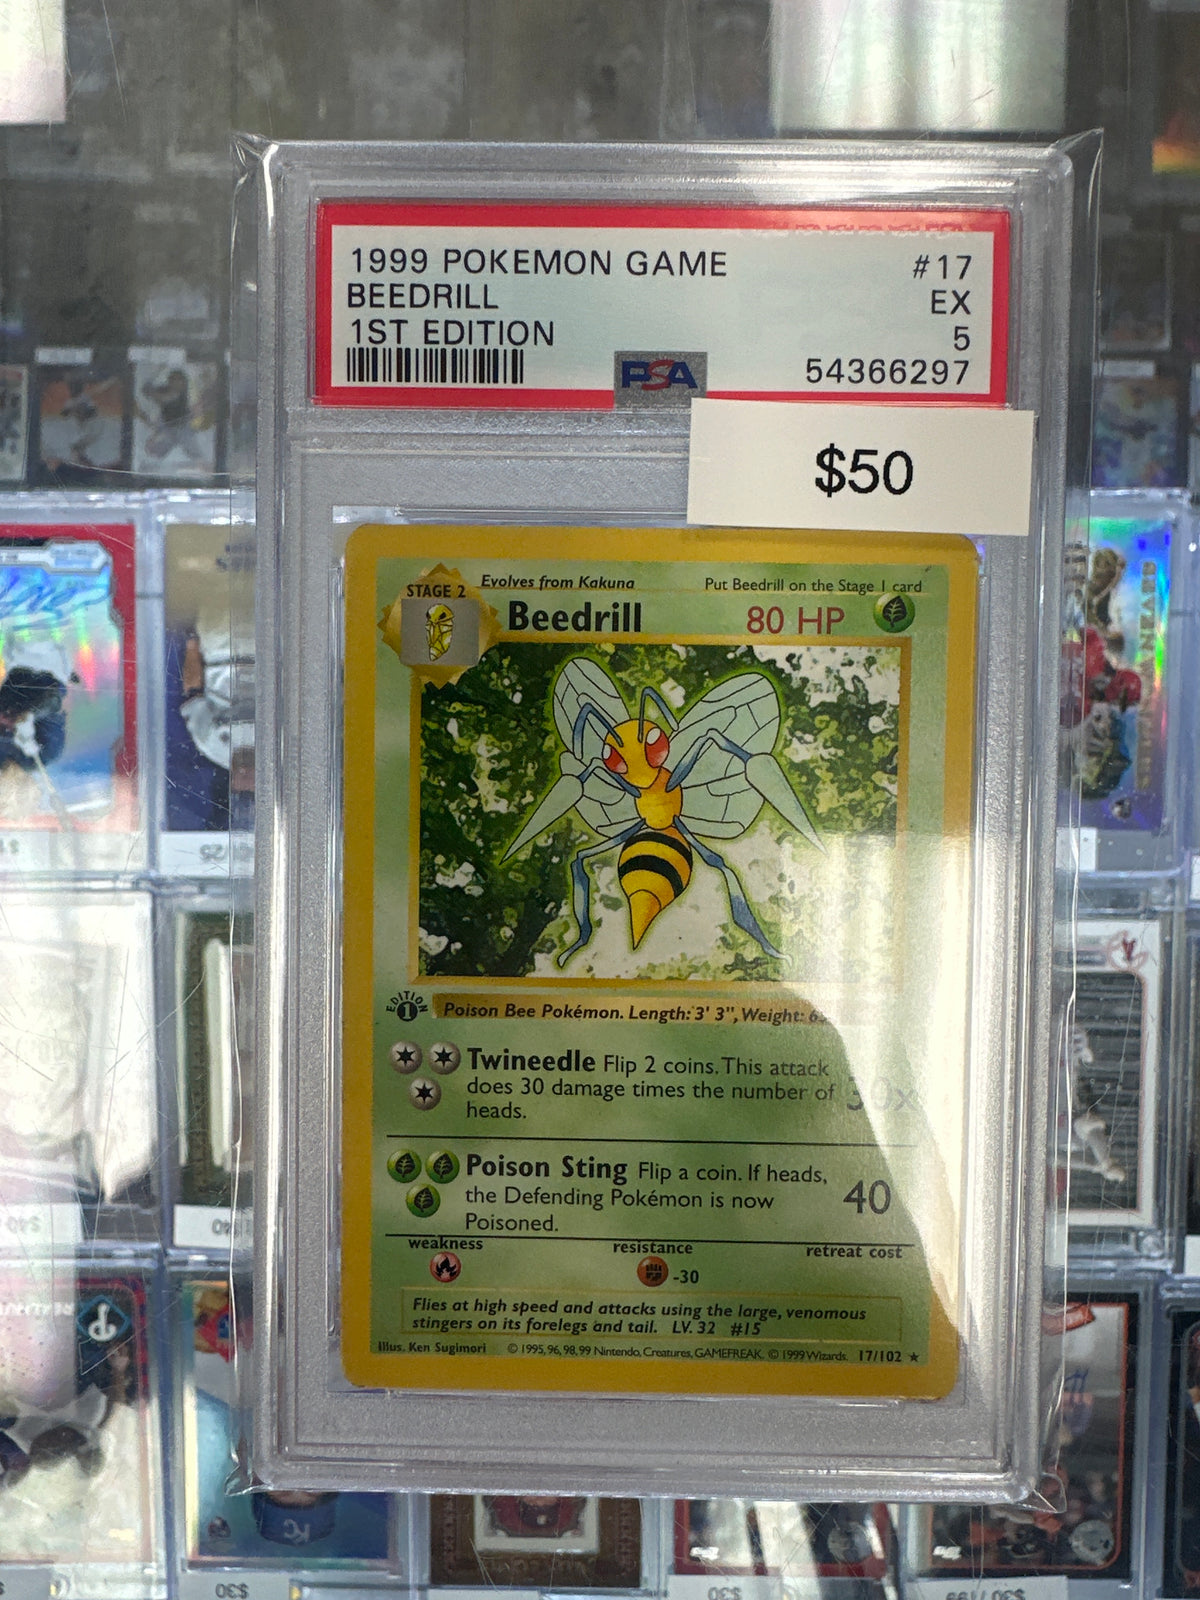 1999 POKEMON GAME #17
BEEDRILL EX
1ST EDITION 5
PSA 54366297
$50
STAGE 2 Evolves from Kakuna Put Beedrill on the Stage 1 card
Beedrill 80 HP
EDITION 1 Poison Bee Pokémon. Length: 3' 3", Weight:
Twineedle Flip 2 coins. This attack
does 30 damage times the number of 30x
heads.
Poison Sting Flip a coin. If heads,
the Defending Pokémon is now 40
Poisoned.
weakness resistance retreat cost
-30
Flies at high speed and attacks using the large, venomous
stingers on its forelegs and tail. LV. 32 #15
Illus. Ken Sugimori © 1995, 96, 98, 99 Nintendo, Creatures, GAMEFREAK. © 1999 Wizards. 17/102 ★
$30
$30